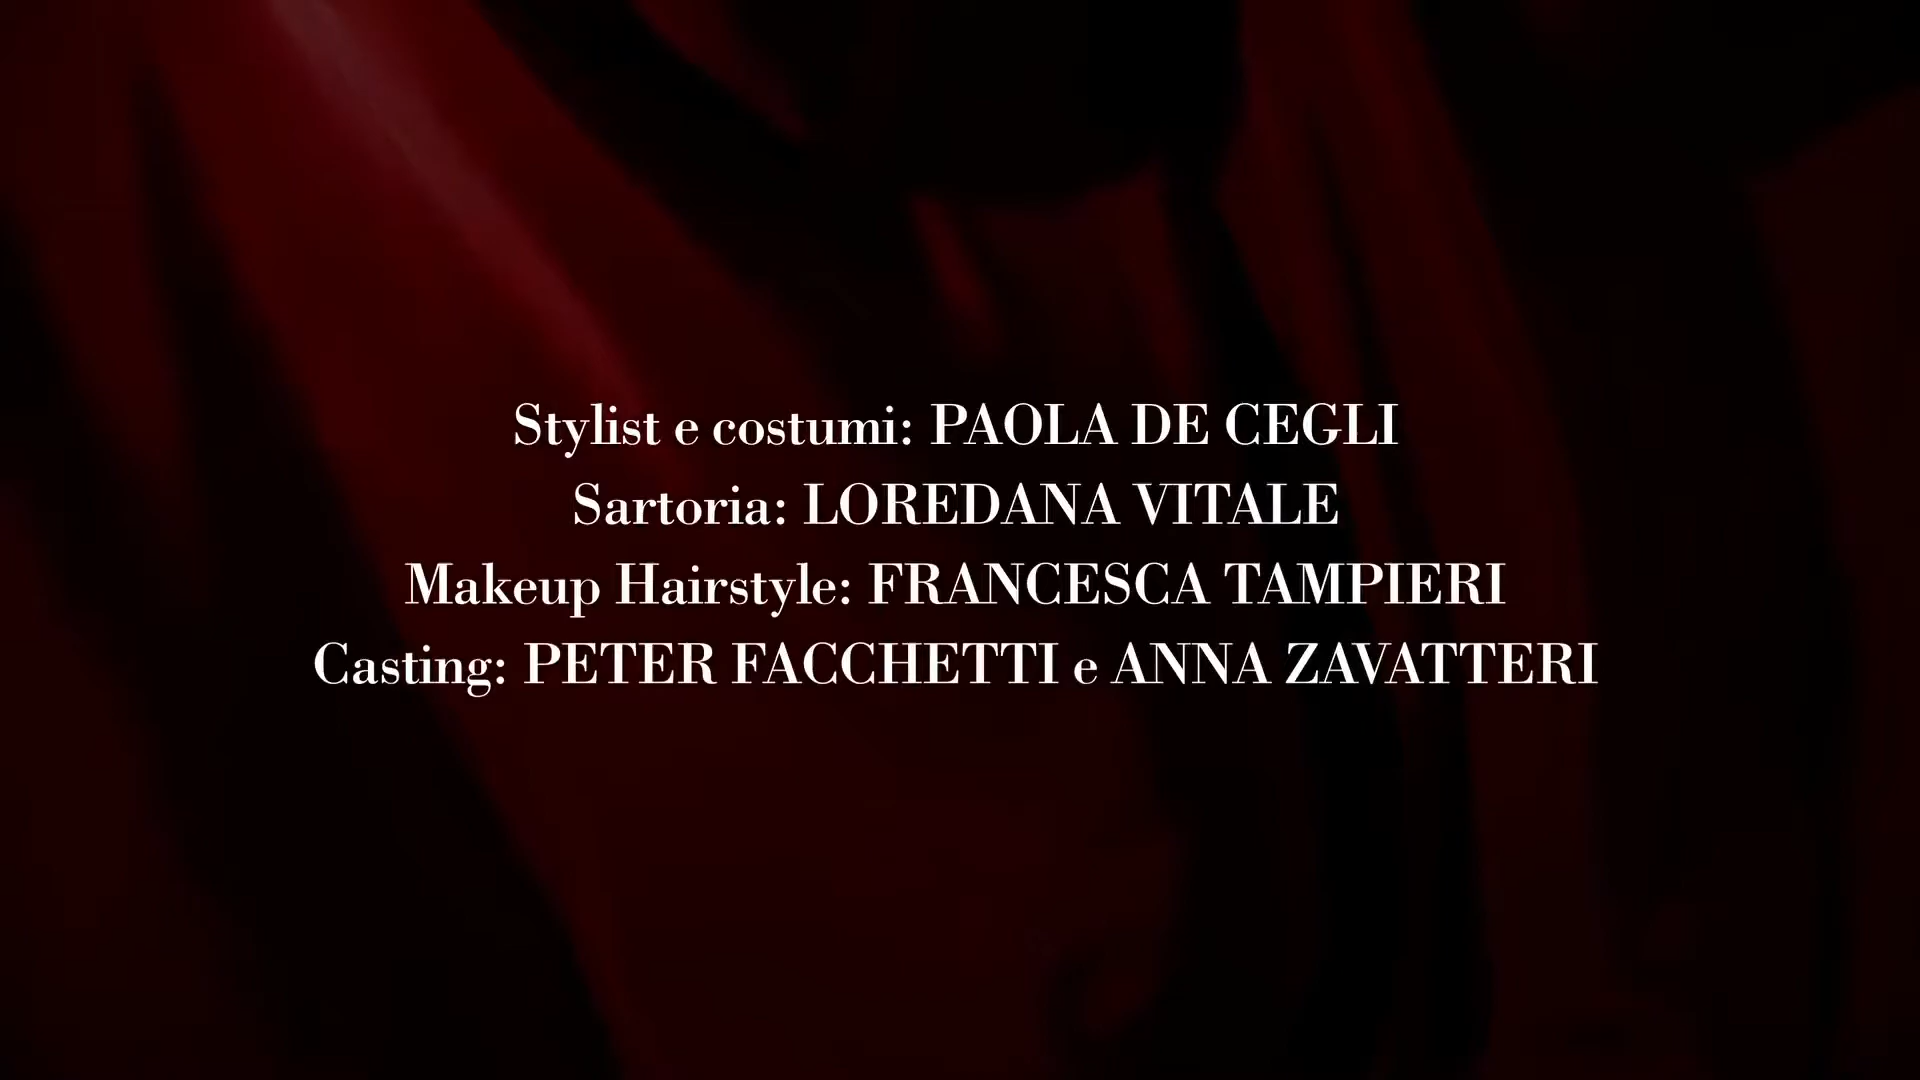 Stylist e costumi: PAOLA DE CEGLI
Sartoria: LOREDANA VITALE
Makeup Hairstyle: FRANCESCA TAMPIERI
Casting: PETER FACCHETTI e ANNA ZAVATTERI